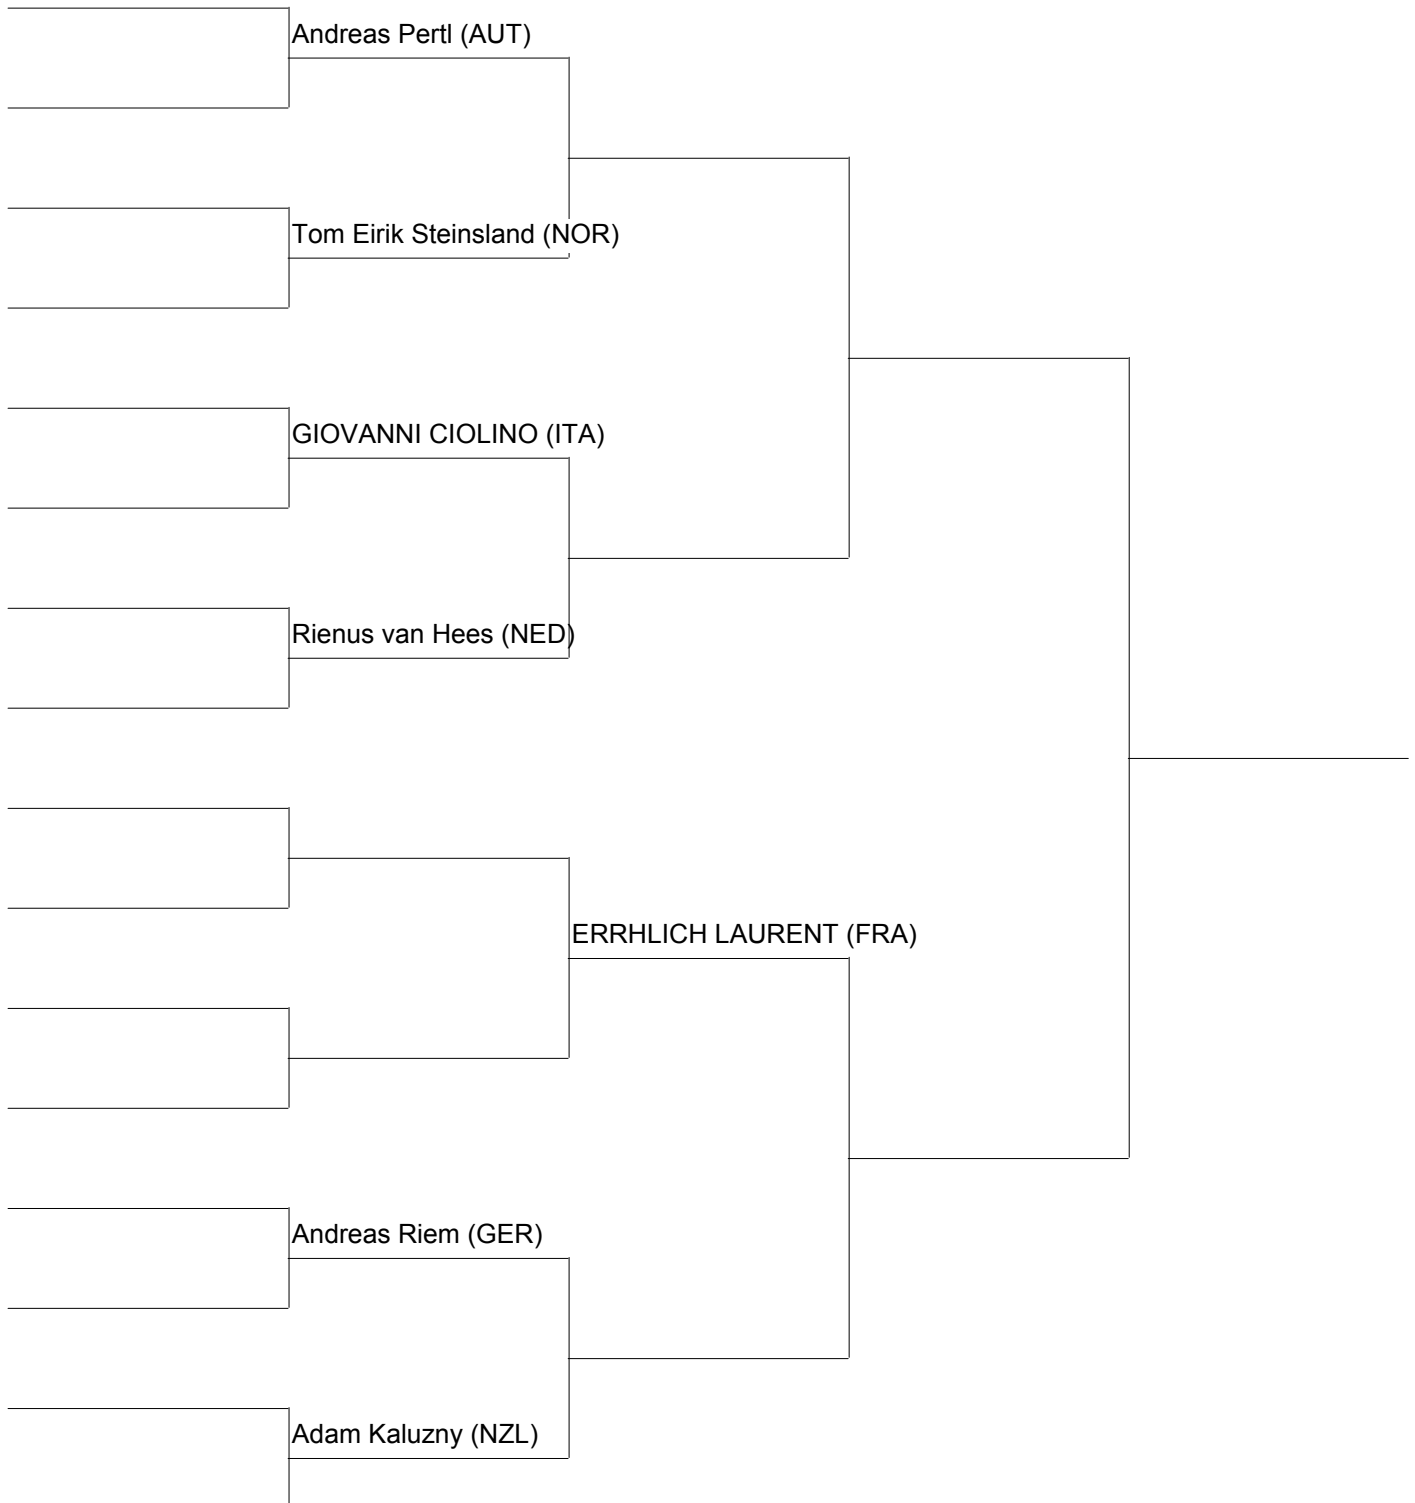 Andreas Pertl (AUT)
Tom Eirik Steinsland (NOR)
GIOVANNI CIOLINO (ITA)
Rienus van Hees (NED)
ERRHLICH LAURENT (FRA)
Andreas Riem (GER)
Adam Kaluzny (NZL)